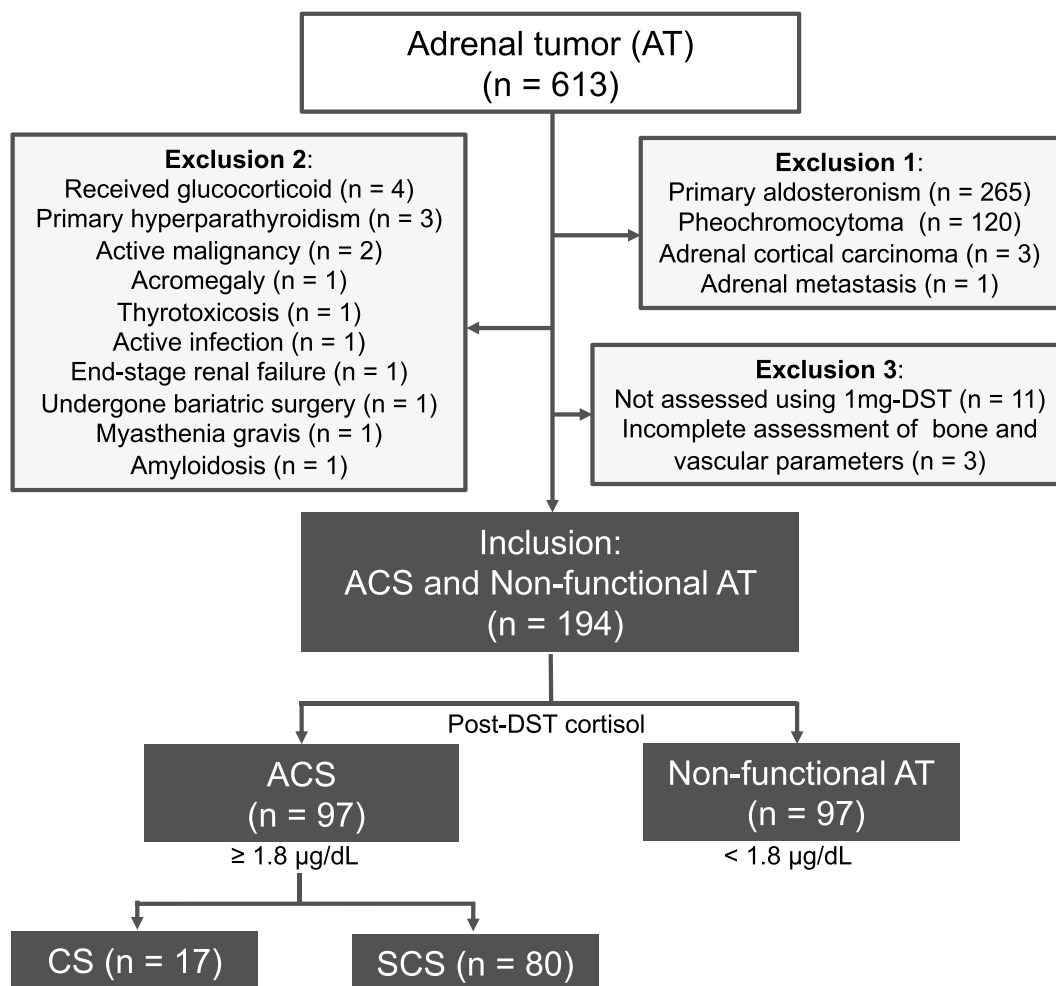 Adrenal tumor (AT)
(n = 613)
Exclusion 1:
Primary aldosteronism (n = 265)
Pheochromocytoma (n = 120)
Adrenal cortical carcinoma (n = 3)
Adrenal metastasis (n = 1)
Exclusion 2:
Received glucocorticoid (n = 4)
Primary hyperparathyroidism (n = 3)
Active malignancy (n = 2)
Acromegaly (n = 1)
Thyrotoxicosis (n = 1)
Active infection (n = 1)
End-stage renal failure (n = 1)
Undergone bariatric surgery (n = 1)
Myasthenia gravis (n = 1)
Amyloidosis (n = 1)
Exclusion 3:
Not assessed using 1mg-DST (n = 11)
Incomplete assessment of bone and
vascular parameters (n = 3)
Inclusion:
ACS and Non-functional AT
(n = 194)
Post-DST cortisol
ACS
(n = 97)
≥ 1.8 μg/dL
Non-functional AT
(n = 97)
< 1.8 μg/dL
CS (n = 17)
SCS (n = 80)